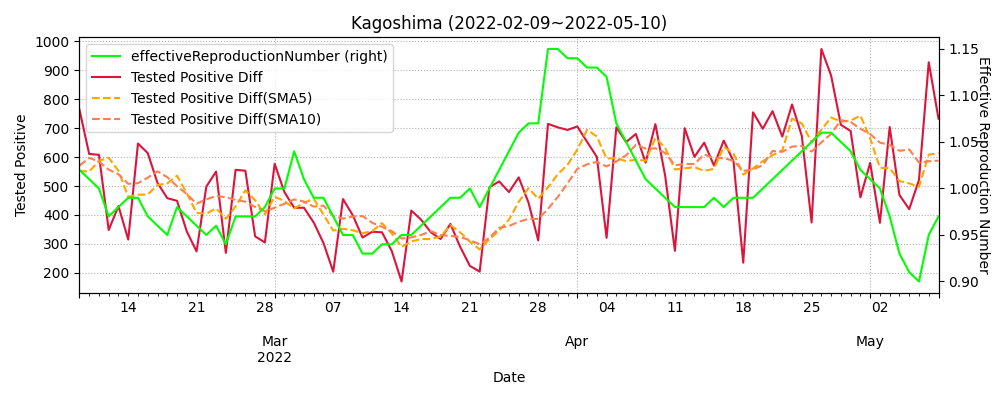 Kagoshima (2022-02-09~2022-05-10)
effectiveReproductionNumber (right)
Tested Positive Diff
Tested Positive Diff(SMA5)
Tested Positive Diff(SMA10)
Tested Positive
1000
900
800
700
600
500
400
300
200
1.15
1.10
1.05
1.00
0.95
0.90
Effective Reproduction Number
14 21 28 07 14 21 28 04 11 18 25 02
Mar Apr May
2022
Date